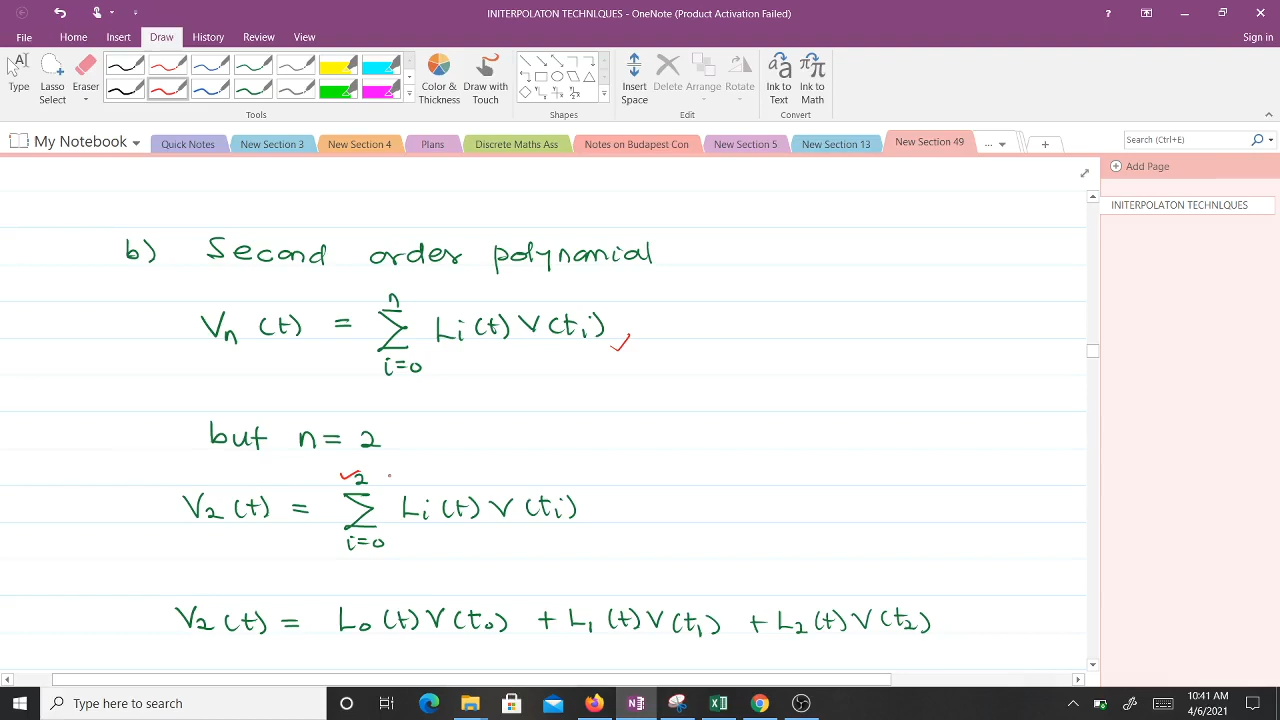 INITERPOLATON TECHNLQUES - OneNote (Product Activation Failed)
File Home Insert Draw History Review View Sign in
Type Lasso Select Eraser Color & Thickness Draw with Touch Insert Space Delete Arrange Rotate Ink to Text Ink to Math
Tools Shapes Edit Convert
My Notebook Quick Notes New Section 3 New Section 4 Plans Discrete Maths Ass Notes on Budapest Con New Section 5 New Section 13 New Section 49 ... Search (Ctrl+E)
Add Page
INITERPOLATON TECHNLQUES
b) Second order polynomial
Vₙ(t) = ∑ⁿᵢ₌₀ Lᵢ(t) V(tᵢ) ✓
but n = 2
✓
V₂(t) = ∑²ᵢ₌₀ Lᵢ(t) V(tᵢ)
V₂(t) = L₀(t) V(t₀) + L₁(t) V(t₁) + L₂(t) V(t₂)
Type here to search
10:41 AM
4/6/2021